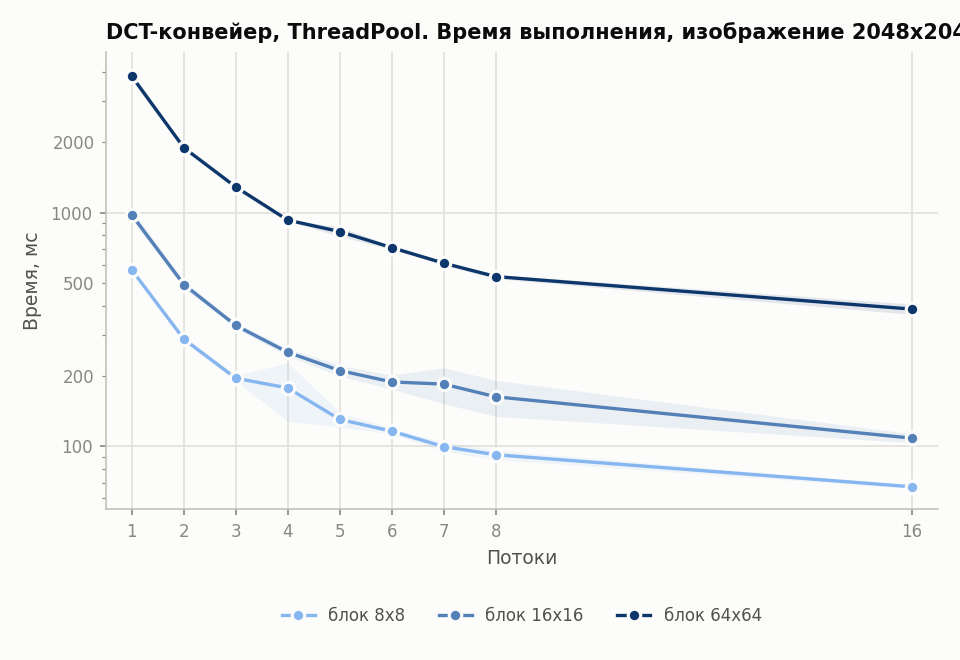 DCT-конвейер, ThreadPool. Время выполнения, изображение 2048x204
2000
1000
500
200
100
Время, мс
1 2 3 4 5 6 7 8 16
Потоки
блок 8x8 блок 16x16 блок 64x64